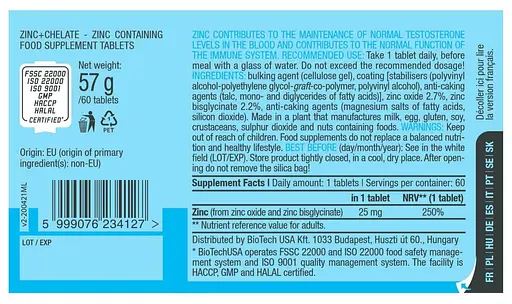 ZINC+CHELATE - ZINC CONTAINING
FOOD SUPPLEMENT TABLETS
FSSC 22000
ISO 22000
ISO 9001
GMP
HACCP
HALAL
CERTIFIED*
Net weight:
57 g
/60 tablets
PET
Origin: EU (origin of primary
ingredient(s): non-EU)
v2-200421ML
5 999076 234127 >
LOT / EXP
ZINC CONTRIBUTES TO THE MAINTENANCE OF NORMAL TESTOSTERONE
LEVELS IN THE BLOOD AND CONTRIBUTES TO THE NORMAL FUNCTION OF
THE IMMUNE SYSTEM. RECOMMENDED USE: Take 1 tablet daily, before
meal with a glass of water. Do not exceed the recommended dosage!
INGREDIENTS: bulking agent (cellulose gel), coating [stabilisers (polyvinyl
alcohol-polyethylene glycol-graft-co-polymer, polyvinyl alcohol), anti-caking
agents (talc, mono- and diglycerides of fatty acids)], zinc oxide 2.7%, zinc
bisglycinate 2.2%, anti-caking agents (magnesium salts of fatty acids,
silicon dioxide). Made in a plant that manufactures milk, egg, gluten, soy,
crustaceans, sulphur dioxide and nuts containing foods. WARNINGS: Keep
out of reach of children. Food supplements do not replace a balanced nutri-
tion and healthy lifestyle. BEST BEFORE (day/month/year): See in the white
field (LOT/EXP). Store product tightly closed, in a cool, dry place. After open-
ing do not remove the silica bag!
Supplement Facts | Daily amount: 1 tablets | Servings per container: 60
in 1 tablet NRV** (1 tablet)
Zinc (from zinc oxide and zinc bisglycinate) 25 mg 250%
** Nutrient reference value for adults.
Distributed by BioTech USA Kft. 1033 Budapest, Huszti út 60., Hungary
* BioTechUSA operates FSSC 22000 and ISO 22000 food safety manage-
ment system and ISO 9001 quality management system. The facility is
HACCP, GMP and HALAL certified.
Décoller ici pour lire
la version français.
FR | PL | HU | DE | ES | IT | PT | SE | SK